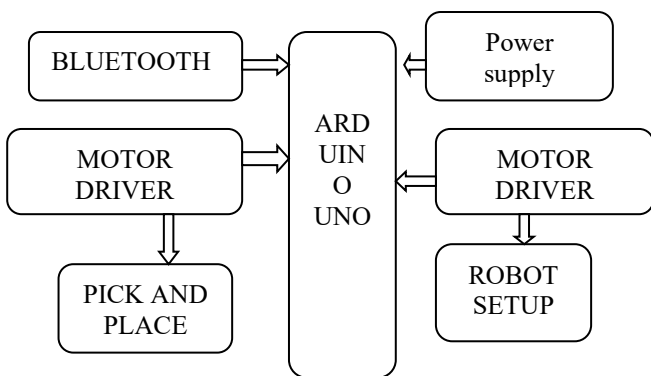 BLUETOOTH
Power
supply
ARD
UIN
O
UNO
MOTOR
DRIVER
MOTOR
DRIVER
PICK AND
PLACE
ROBOT
SETUP